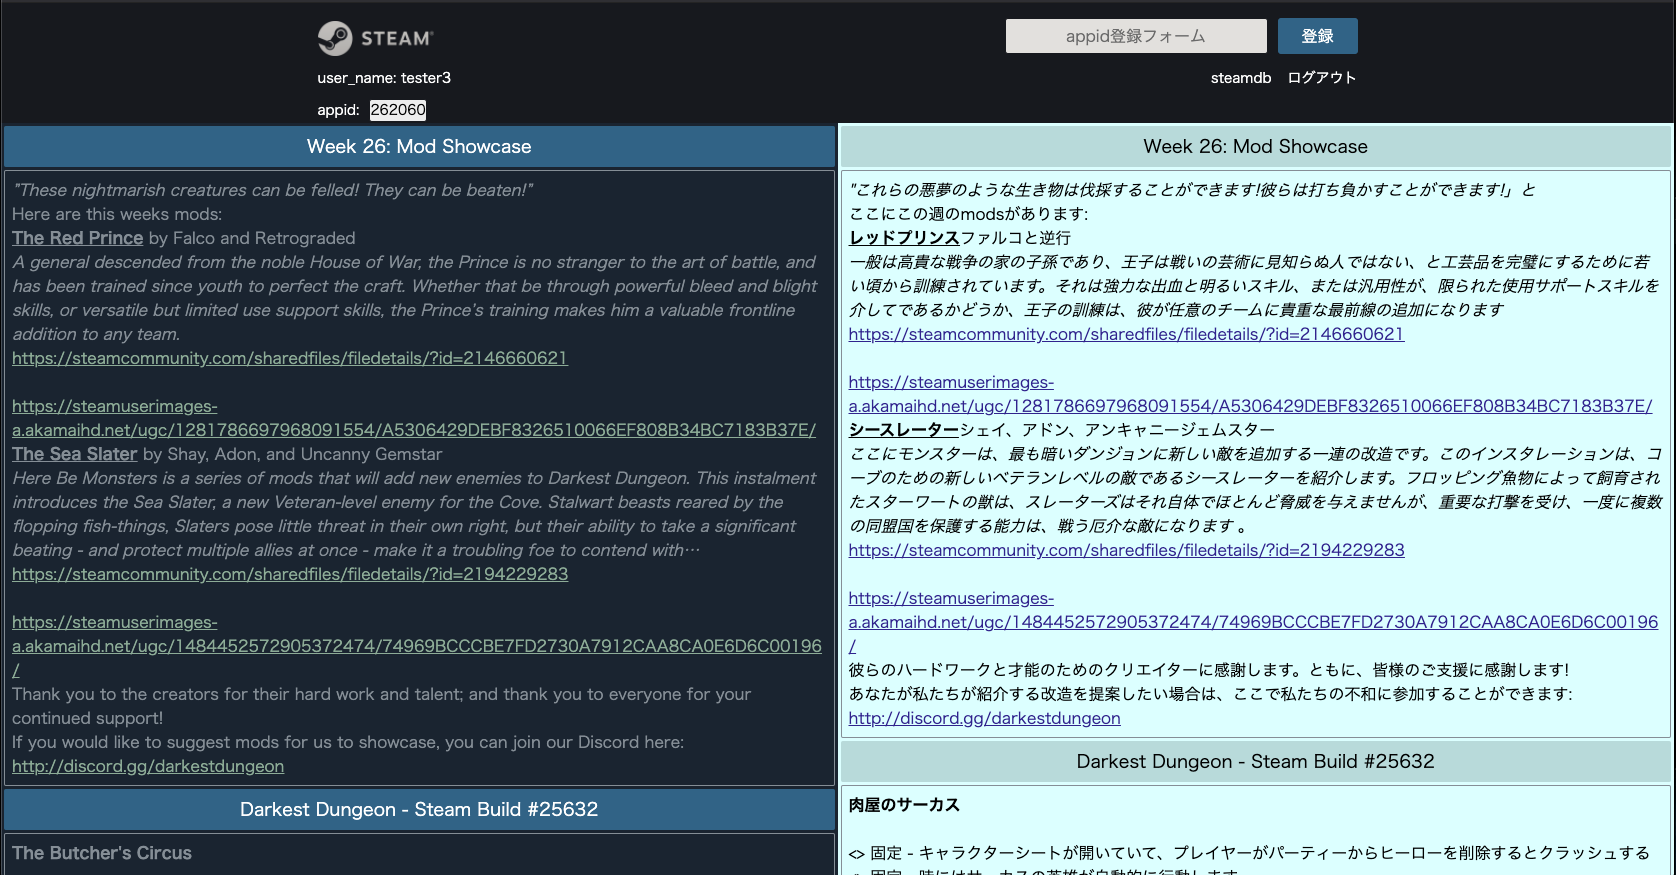 STEAM
appid登録フォーム
登録
user_name: tester3
steamdb ログアウト
appid: 262060
Week 26: Mod Showcase
"These nightmarish creatures can be felled! They can be beaten!"
Here are this weeks mods:
The Red Prince by Falco and Retrograded
A general descended from the noble House of War, the Prince is no stranger to the art of battle, and
has been trained since youth to perfect the craft. Whether that be through powerful bleed and blight
skills, or versatile but limited use support skills, the Prince's training makes him a valuable frontline
addition to any team.
https://steamcommunity.com/sharedfiles/filedetails/?id=2146660621
https://steamuserimages-
a.akamaihd.net/ugc/1281786697968091554/A5306429DEBF8326510066EF808B34BC7183B37E/
The Sea Slater by Shay, Adon, and Uncanny Gemstar
Here Be Monsters is a series of mods that will add new enemies to Darkest Dungeon. This instalment
introduces the Sea Slater, a new Veteran-level enemy for the Cove. Stalwart beasts reared by the
flopping fish-things, Slaters pose little threat in their own right, but their ability to take a significant
beating - and protect multiple allies at once - make it a troubling foe to contend with…
https://steamcommunity.com/sharedfiles/filedetails/?id=2194229283
https://steamuserimages-
a.akamaihd.net/ugc/1484452572905372474/74969BCCCBE7FD2730A7912CAA8CA0E6D6C00196
/
Thank you to the creators for their hard work and talent; and thank you to everyone for your
continued support!
If you would like to suggest mods for us to showcase, you can join our Discord here:
http://discord.gg/darkestdungeon
Darkest Dungeon - Steam Build #25632
The Butcher's Circus
Week 26: Mod Showcase
"これらの悪夢のような生き物は伐採することができます!彼らは打ち負かすことができます!」と
ここにこの週のmodsがあります:
レッドプリンスファルコと逆行
一般は高貴な戦争の家の子孫であり、王子は戦いの芸術に見知らぬ人ではない、と工芸品を完璧にするために若
い頃から訓練されています。それは強力な出血と明るいスキル、または汎用性が、限られた使用サポートスキルを
介してであるかどうか、王子の訓練は、彼が任意のチームに貴重な最前線の追加になります
https://steamcommunity.com/sharedfiles/filedetails/?id=2146660621
https://steamuserimages-
a.akamaihd.net/ugc/1281786697968091554/A5306429DEBF8326510066EF808B34BC7183B37E/
シースレーターシェイ、アドン、アンキャニージェムスター
ここにモンスターは、最も暗いダンジョンに新しい敵を追加する一連の改造です。このインスタレーションは、コ
ーブのための新しいベテランレベルの敵であるシースレーターを紹介します。フロッピング魚物によって飼育され
たスターワートの獣は、スレーターズはそれ自体でほとんど脅威を与えませんが、重要な打撃を受け、一度に複数
の同盟国を保護する能力は、戦う厄介な敵になります 。
https://steamcommunity.com/sharedfiles/filedetails/?id=2194229283
https://steamuserimages-
a.akamaihd.net/ugc/1484452572905372474/74969BCCCBE7FD2730A7912CAA8CA0E6D6C00196
/
彼らのハードワークと才能のためのクリエイターに感謝します。ともに、皆様のご支援に感謝します!
あなたが私たちが紹介する改造を提案したい場合は、ここで私たちの不和に参加することができます:
http://discord.gg/darkestdungeon
Darkest Dungeon - Steam Build #25632
肉屋のサーカス
<> 固定 - キャラクターシートが開いていて、プレイヤーがパーティーからヒーローを削除するとクラッシュする